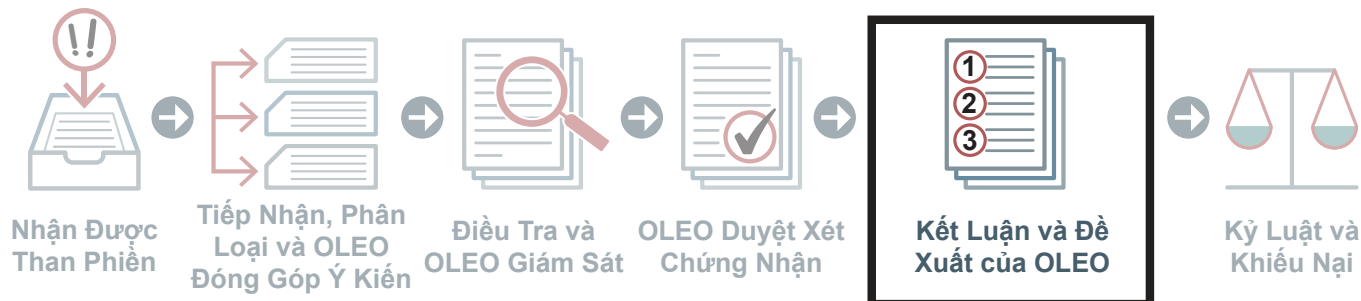 !!
1
2
3
Nhận Được
Than Phiền
Tiếp Nhận, Phân
Loại và OLEO
Đóng Góp Ý Kiến
Điều Tra và
OLEO Giám Sát
OLEO Duyệt Xét
Chứng Nhận
Kết Luận và Đề
Xuất của OLEO
Kỷ Luật và
Khiếu Nại